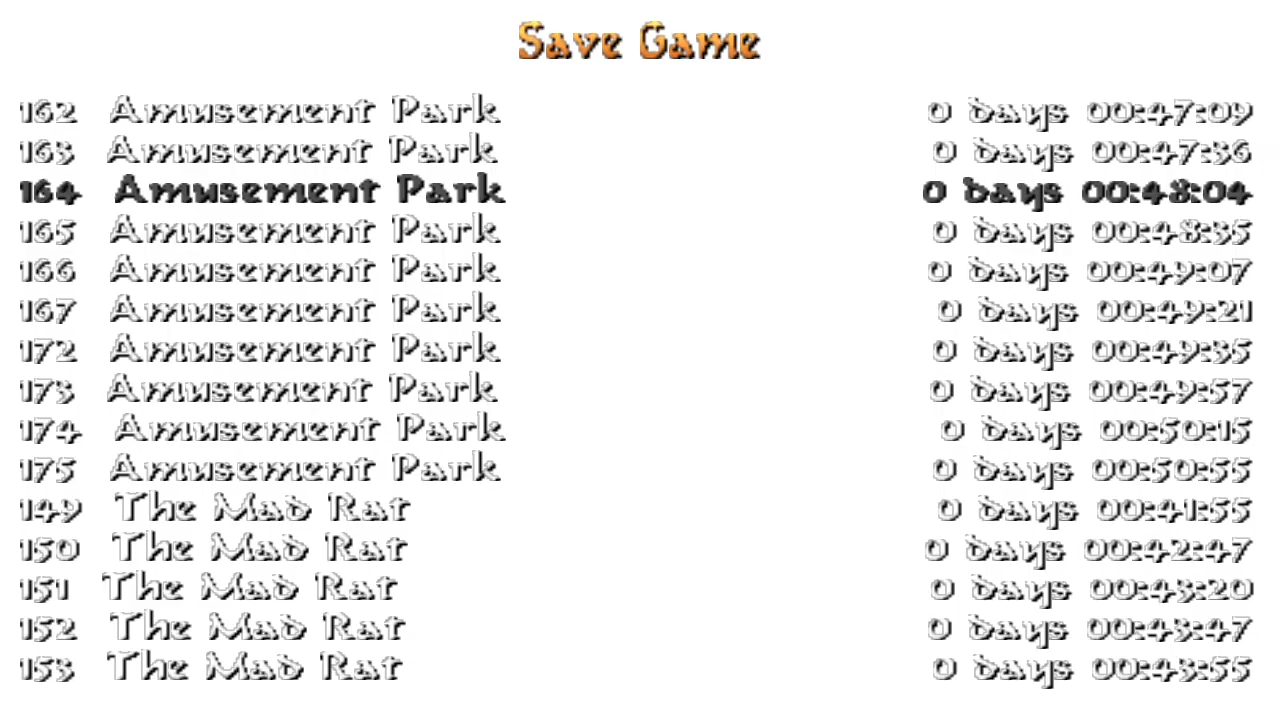 Save Game
162 Amusement Park 0 days 00:47:09
163 Amusement Park 0 days 00:47:36
164 Amusement Park 0 days 00:48:04
165 Amusement Park 0 days 00:48:35
166 Amusement Park 0 days 00:49:07
167 Amusement Park 0 days 00:49:21
172 Amusement Park 0 days 00:49:35
173 Amusement Park 0 days 00:49:57
174 Amusement Park 0 days 00:50:15
175 Amusement Park 0 days 00:50:55
149 The Mad Rat 0 days 00:41:55
150 The Mad Rat 0 days 00:42:47
151 The Mad Rat 0 days 00:43:20
152 The Mad Rat 0 days 00:43:47
153 The Mad Rat 0 days 00:43:55